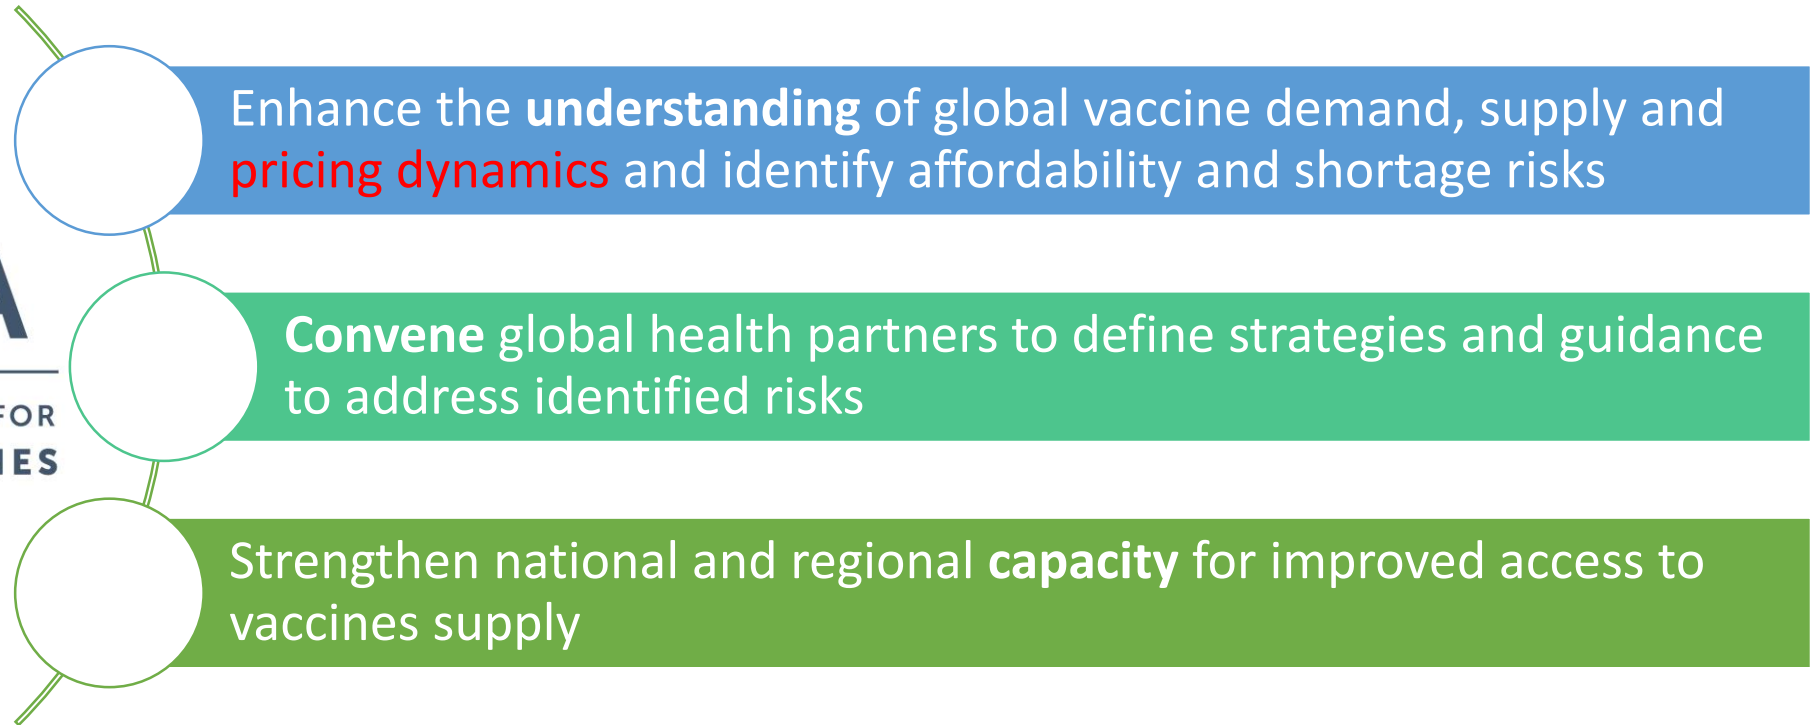 Enhance the understanding of global vaccine demand, supply and
pricing dynamics and identify affordability and shortage risks
A
Convene global health partners to define strategies and guidance
to address identified risks
FOR
IES
Strengthen national and regional capacity for improved access to
vaccines supply